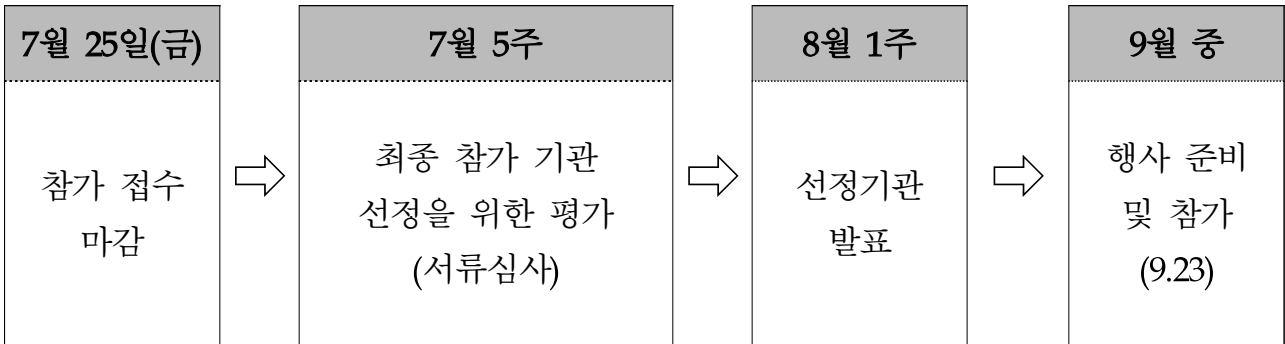 7월 25일(금)
참가 접수
마감
7월 5주
최종 참가 기관
선정을 위한 평가
(서류심사)
8월 1주
선정기관
발표
9월 중
행사 준비
및 참가
(9.23)